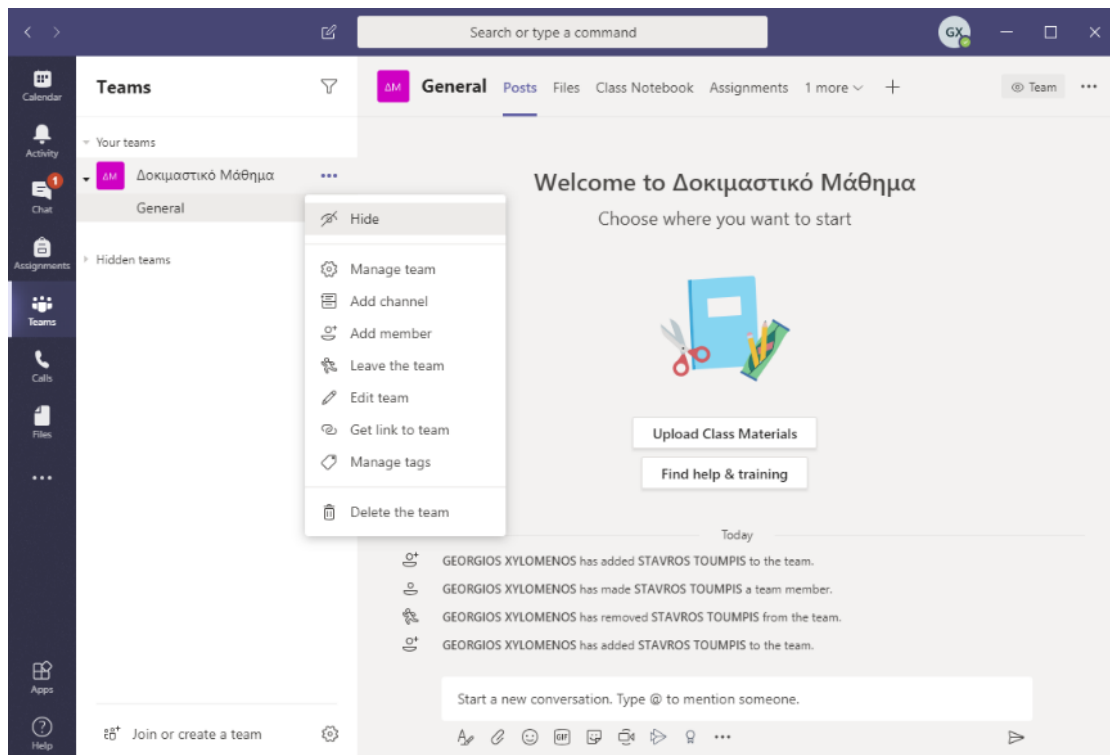 Search or type a command
GX
Calendar
Activity
1
Chat
Assignments
Teams
Calls
Files
Apps
Help
Teams
Your teams
ΔΜ Δοκιμαστικό Μάθημα
General
Hidden teams
Join or create a team
Hide
Manage team
Add channel
Add member
Leave the team
Edit team
Get link to team
Manage tags
Delete the team
ΔΜ General Posts Files Class Notebook Assignments 1 more
Team
Welcome to Δοκιμαστικό Μάθημα
Choose where you want to start
Upload Class Materials
Find help & training
Today
GEORGIOS XYLOMENOS has added STAVROS TOUMPIS to the team.
GEORGIOS XYLOMENOS has made STAVROS TOUMPIS a team member.
GEORGIOS XYLOMENOS has removed STAVROS TOUMPIS from the team.
GEORGIOS XYLOMENOS has added STAVROS TOUMPIS to the team.
Start a new conversation. Type @ to mention someone.
GIF